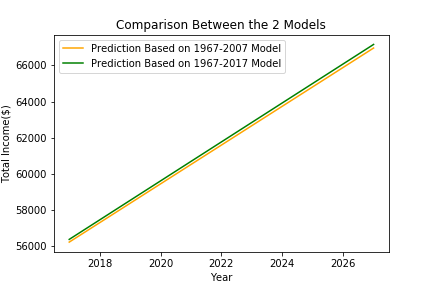 Comparison Between the 2 Models
Prediction Based on 1967-2007 Model
Prediction Based on 1967-2017 Model
Total Income($)
66000
64000
62000
60000
58000
56000
2018
2020
2022
2024
2026
Year